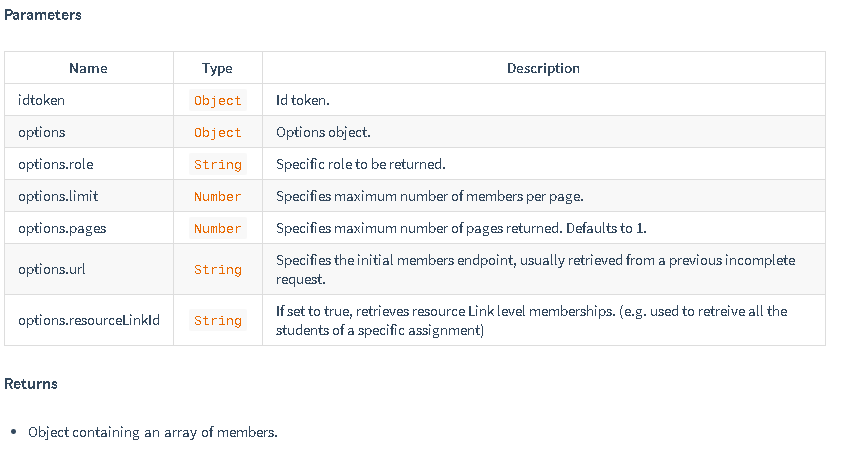 Parameters
Name Type Description
idtoken Object Id token.
options Object Options object.
options.role String Specific role to be returned.
options.limit Number Specifies maximum number of members per page.
options.pages Number Specifies maximum number of pages returned. Defaults to 1.
options.url String Specifies the initial members endpoint, usually retrieved from a previous incomplete
request.
options.resourceLinkId String If set to true, retrieves resource Link level memberships. (e.g. used to retreive all the
students of a specific assignment)
Returns
• Object containing an array of members.